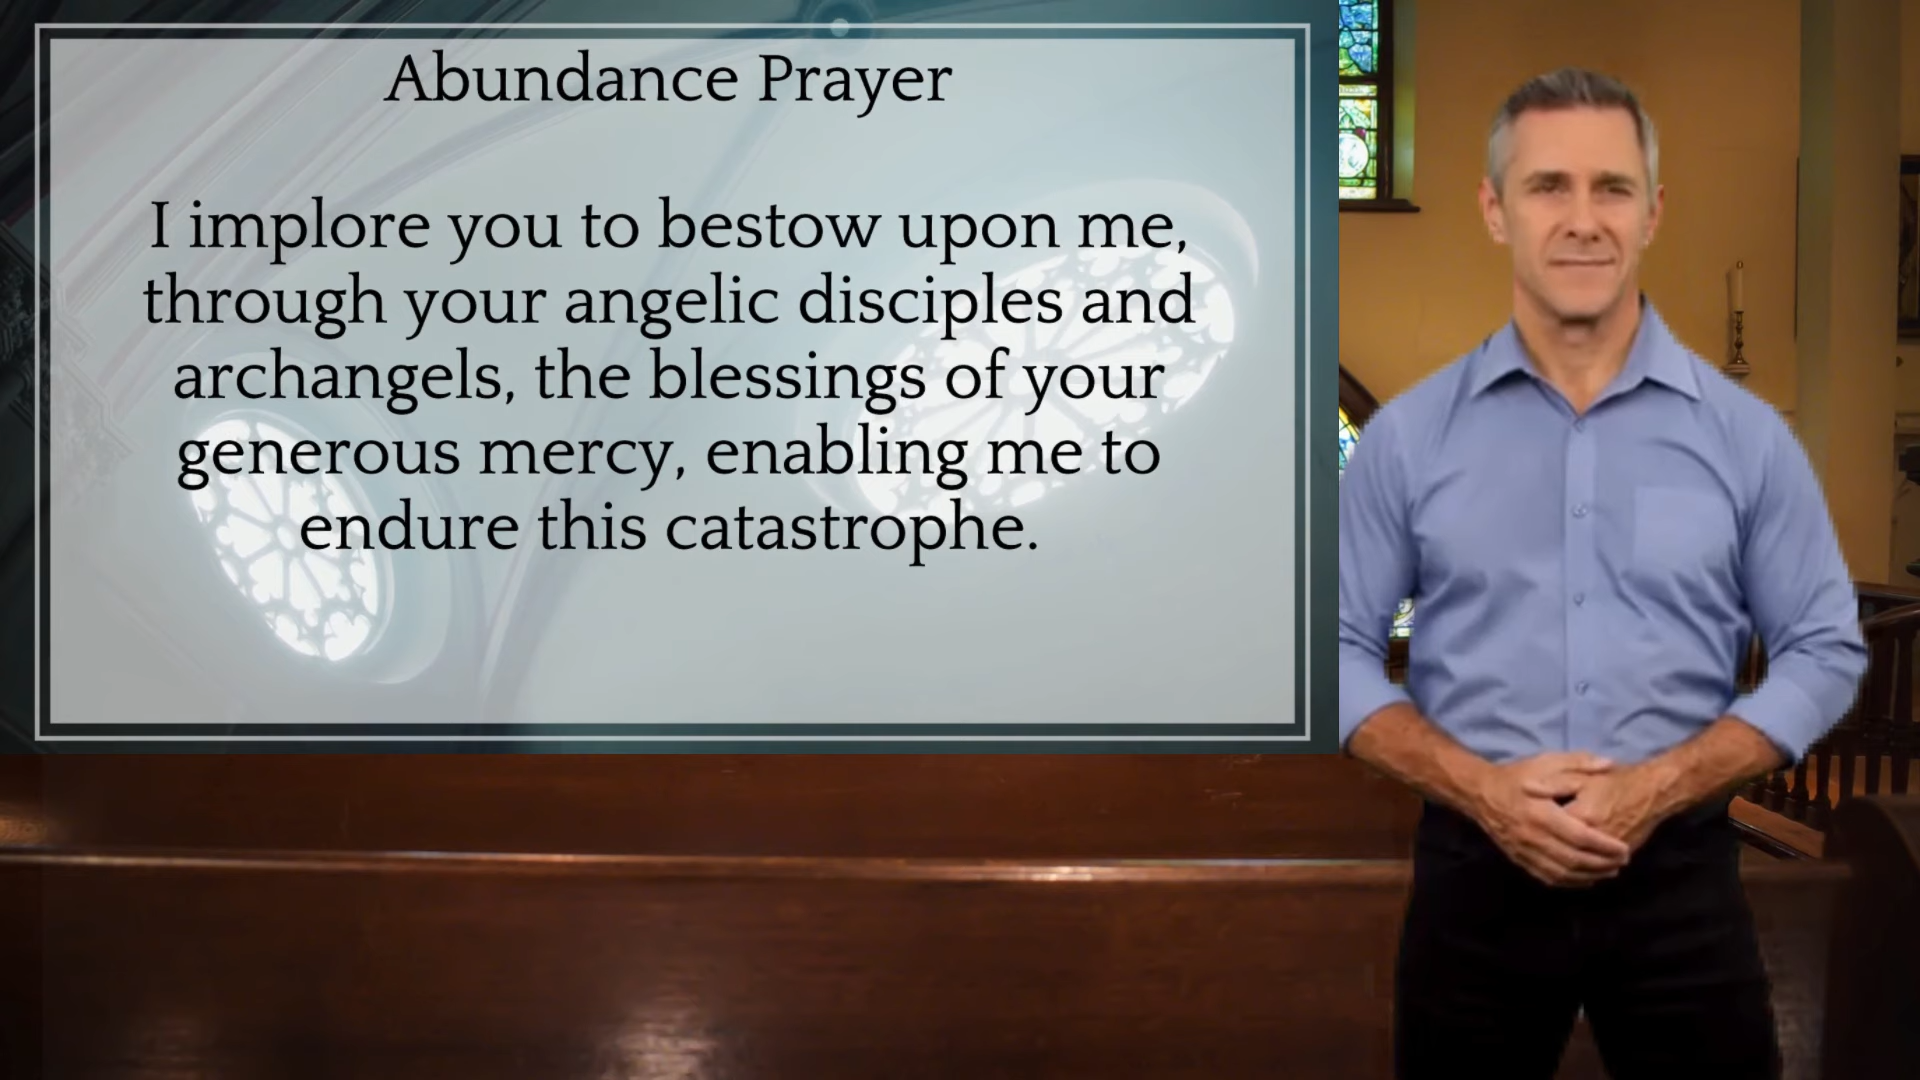 Abundance Prayer
I implore you to bestow upon me,
through your angelic disciples and
archangels, the blessings of your
generous mercy, enabling me to
endure this catastrophe.